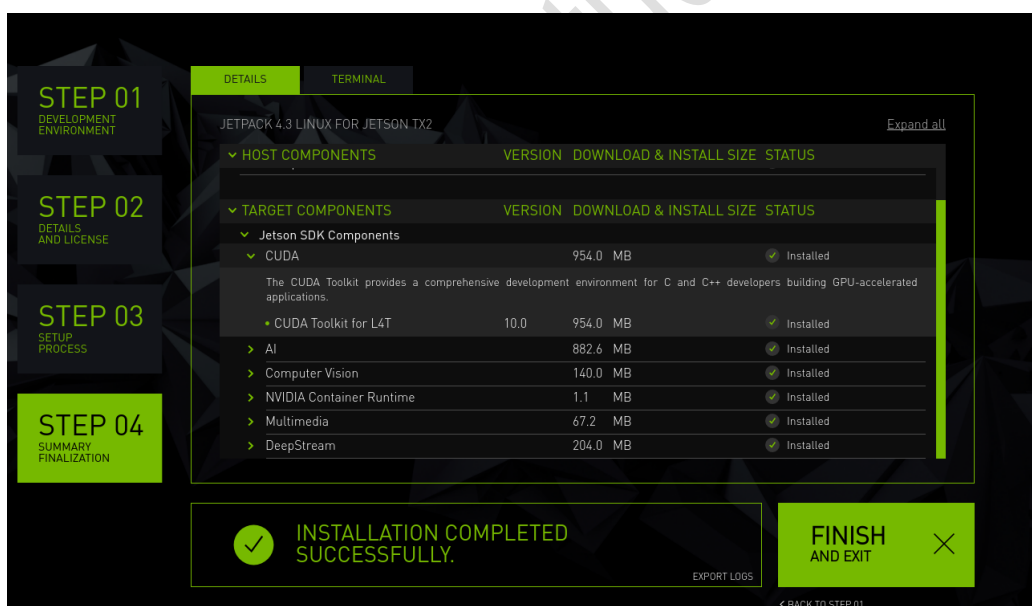 STEP 01
DEVELOPMENT
ENVIRONMENT
STEP 02
DETAILS
AND LICENSE
STEP 03
SETUP
PROCESS
STEP 04
SUMMARY
FINALIZATION
DETAILS TERMINAL
JETPACK 4.3 LINUX FOR JETSON TX2 Expand all
HOST COMPONENTS VERSION DOWNLOAD & INSTALL SIZE STATUS
TARGET COMPONENTS VERSION DOWNLOAD & INSTALL SIZE STATUS
Jetson SDK Components
CUDA 954.0 MB Installed
The CUDA Toolkit provides a comprehensive development environment for C and C++ developers building GPU-accelerated
applications.
• CUDA Toolkit for L4T 10.0 954.0 MB Installed
AI 882.6 MB Installed
Computer Vision 140.0 MB Installed
NVIDIA Container Runtime 1.1 MB Installed
Multimedia 67.2 MB Installed
DeepStream 204.0 MB Installed
INSTALLATION COMPLETED
SUCCESSFULLY.
EXPORT LOGS
FINISH
AND EXIT
BACK TO STEP 01